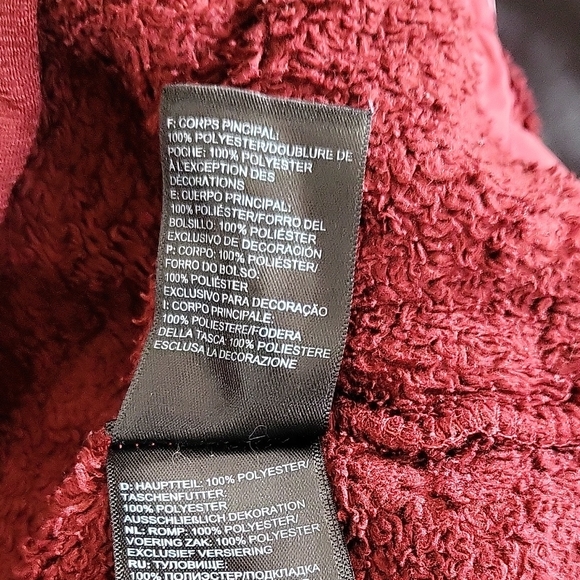 F: CORPS PINCIPAL:
100% POLYESTER/DOUBLURE DE
POCHE: 100% POLYESTER
À L'EXCEPTION DES
DÉCORATIONS
E: CUERPO PRINCIPAL:
100% POLIÉSTER/FORRO DEL
BOLSILLO: 100% POLIÉSTER
EXCLUSIVO DE DECORACIÓN
P: CORPO: 100% POLIÉSTER/
FORRO DO BOLSO:
100% POLIÉSTER
EXCLUSIVO PARA DECORAÇÃO
I: CORPO PRINCIPALE:
100% POLIESTERE/FODERA
DELLA TASCA 100% POLIESTERE
ESCLUSA LA DECORAZIONE
D: HAUPTTEIL: 100% POLYESTER/
TASCHENFUTTER:
100% POLYESTER
AUSSCHLIEßLICH DEKORATION
NL: ROMP: 100% POLYESTER/
VOERING ZAK: 100% POLYESTER
EXCLUSIEF VERSIERING
RU: ТУЛОВИЩЕ:
100% ПОЛИЭСТЕР/ПОДКЛАДКА